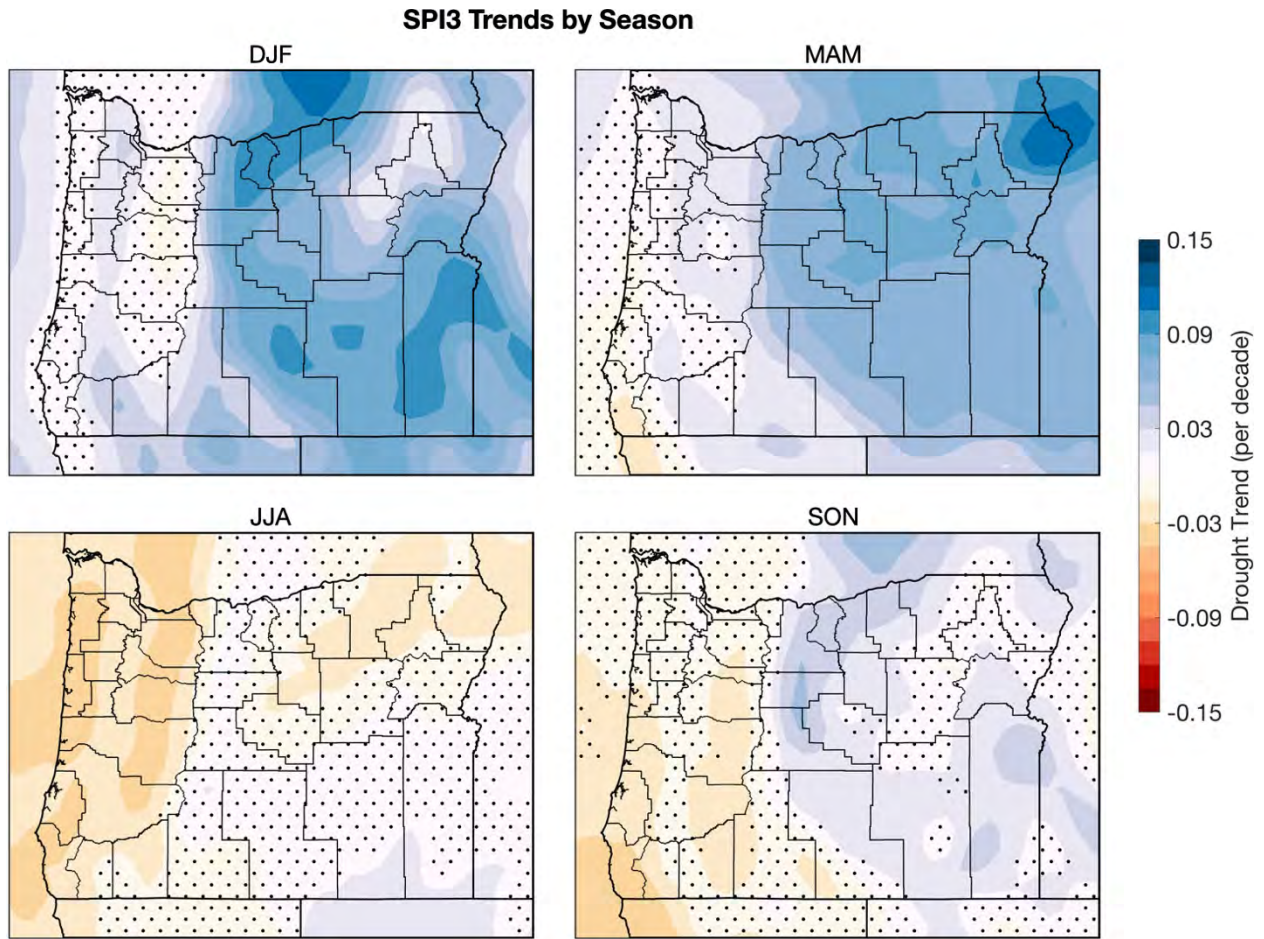 SPI3 Trends by Season
DJF
MAM
JJA
SON
0.15
0.09
0.03
-0.03
-0.09
-0.15
Drought Trend (per decade)